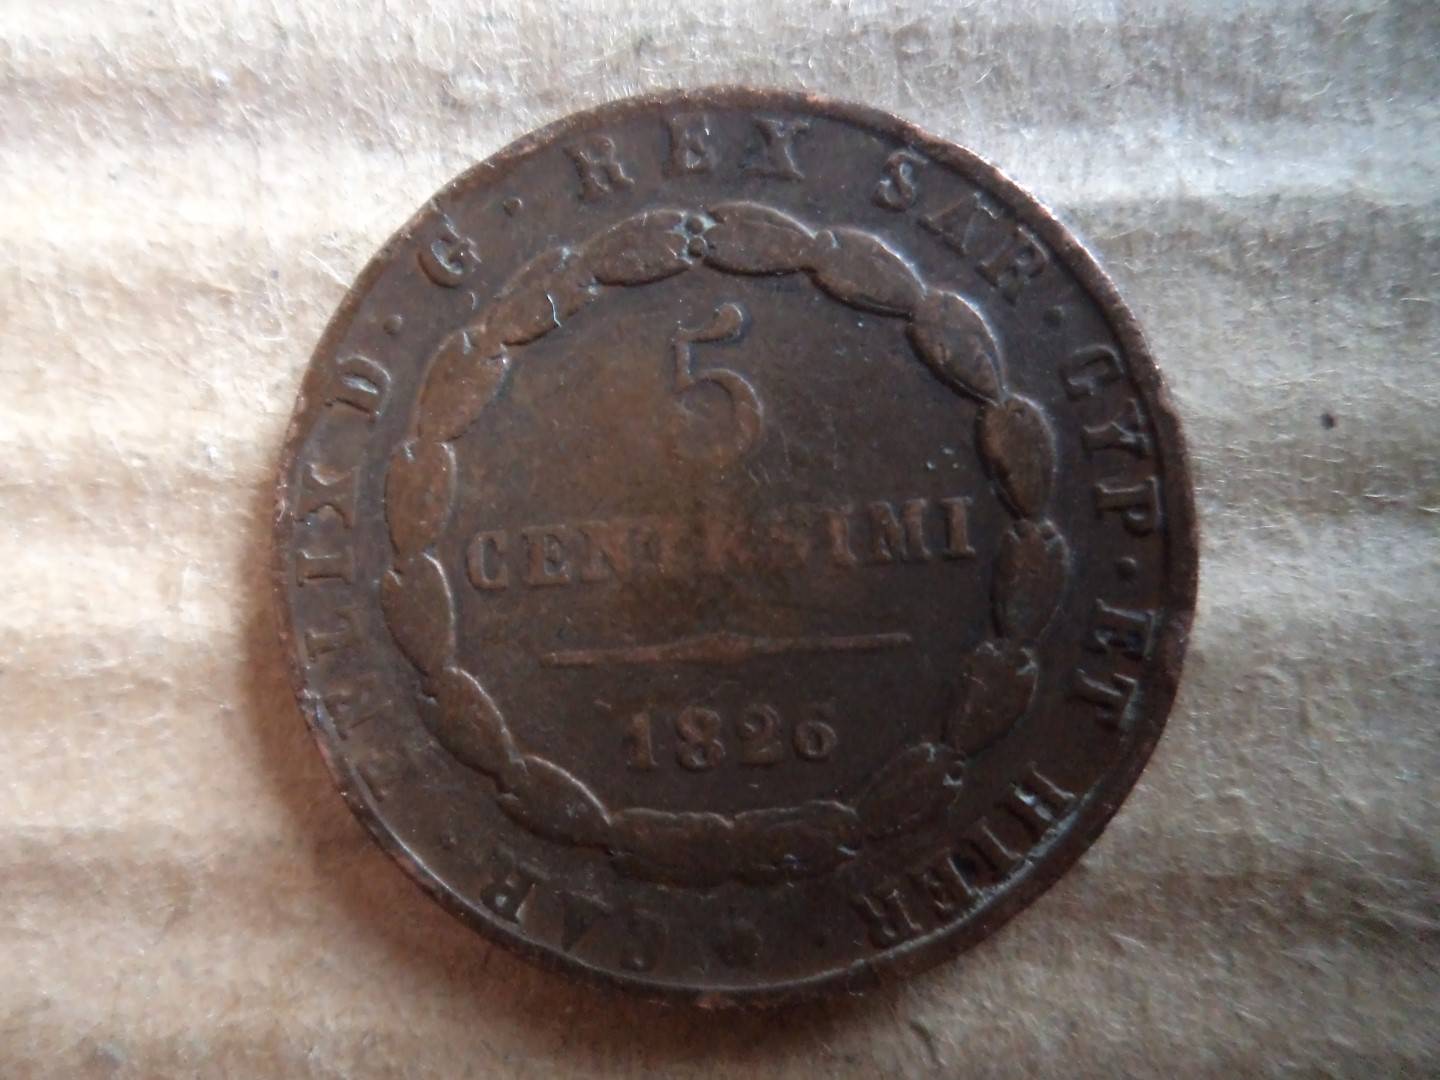 CAR · FELIX D · G · REX SAR · CYP · ET HIER ·
5
CENTESIMI
1826